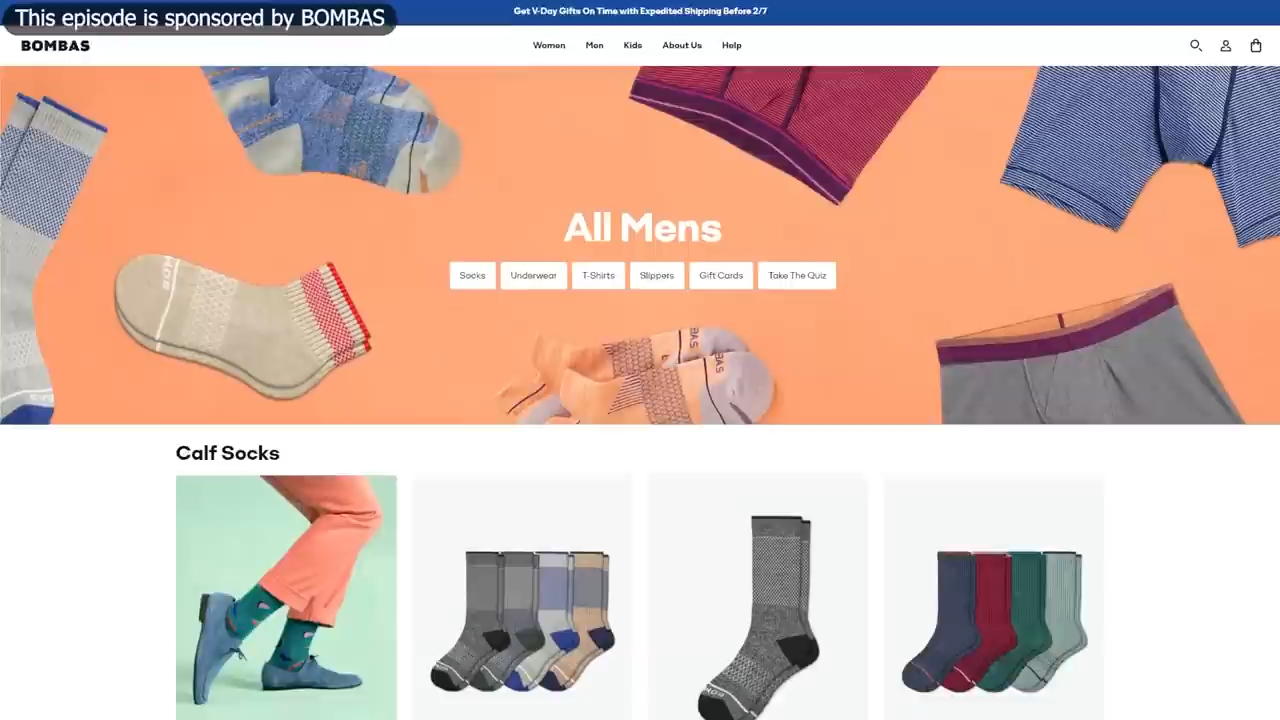 This episode is sponsored by BOMBAS
Get V-Day Gifts On Time with Expedited Shipping Before 2/7
BOMBAS
Women Men Kids About Us Help
All Mens
Socks Underwear T-Shirts Slippers Gift Cards Take The Quiz
Calf Socks